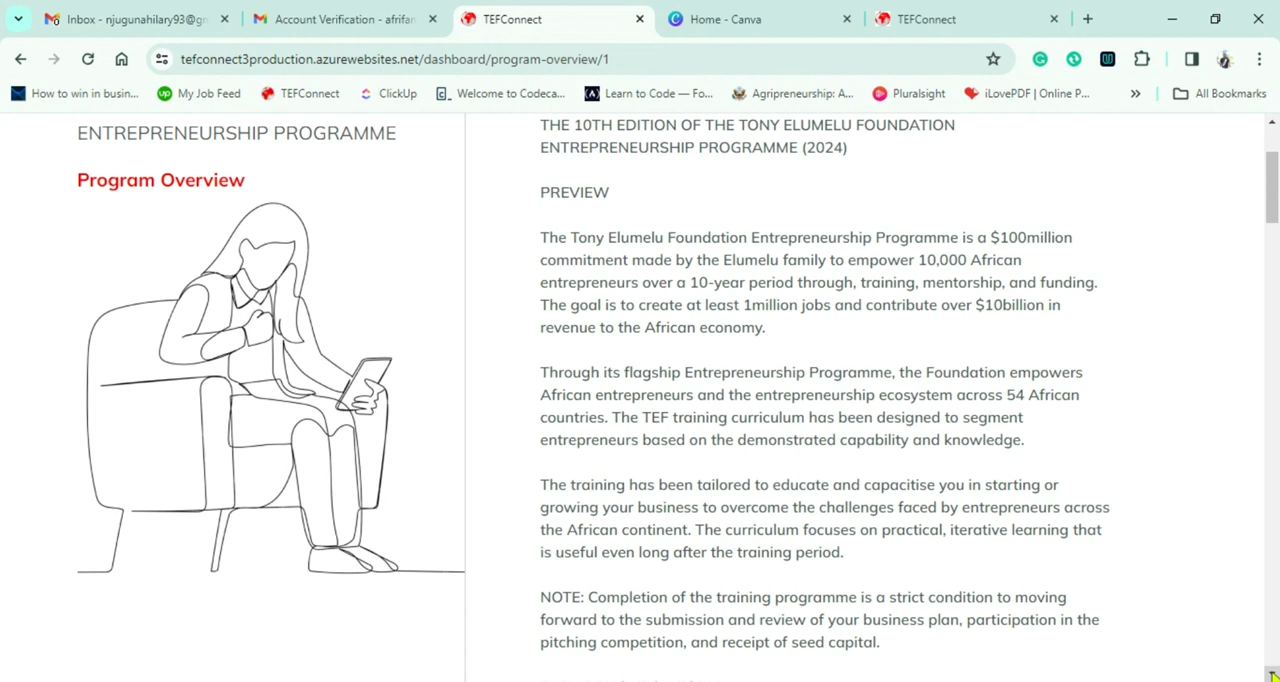 Inbox - njugunahilary93@gn
Account Verification - afrifan
TEFConnect
Home - Canva
TEFConnect
tefconnect3production.azurewebsites.net/dashboard/program-overview/1
How to win in busin...
My Job Feed
TEFConnect
ClickUp
Welcome to Codeca...
Learn to Code — Fo...
Agripreneurship: A...
Pluralsight
iLovePDF | Online P...
All Bookmarks
ENTREPRENEURSHIP PROGRAMME
Program Overview
THE 10TH EDITION OF THE TONY ELUMELU FOUNDATION
ENTREPRENEURSHIP PROGRAMME (2024)
PREVIEW
The Tony Elumelu Foundation Entrepreneurship Programme is a $100million
commitment made by the Elumelu family to empower 10,000 African
entrepreneurs over a 10-year period through, training, mentorship, and funding.
The goal is to create at least 1million jobs and contribute over $10billion in
revenue to the African economy.
Through its flagship Entrepreneurship Programme, the Foundation empowers
African entrepreneurs and the entrepreneurship ecosystem across 54 African
countries. The TEF training curriculum has been designed to segment
entrepreneurs based on the demonstrated capability and knowledge.
The training has been tailored to educate and capacitise you in starting or
growing your business to overcome the challenges faced by entrepreneurs across
the African continent. The curriculum focuses on practical, iterative learning that
is useful even long after the training period.
NOTE: Completion of the training programme is a strict condition to moving
forward to the submission and review of your business plan, participation in the
pitching competition, and receipt of seed capital.